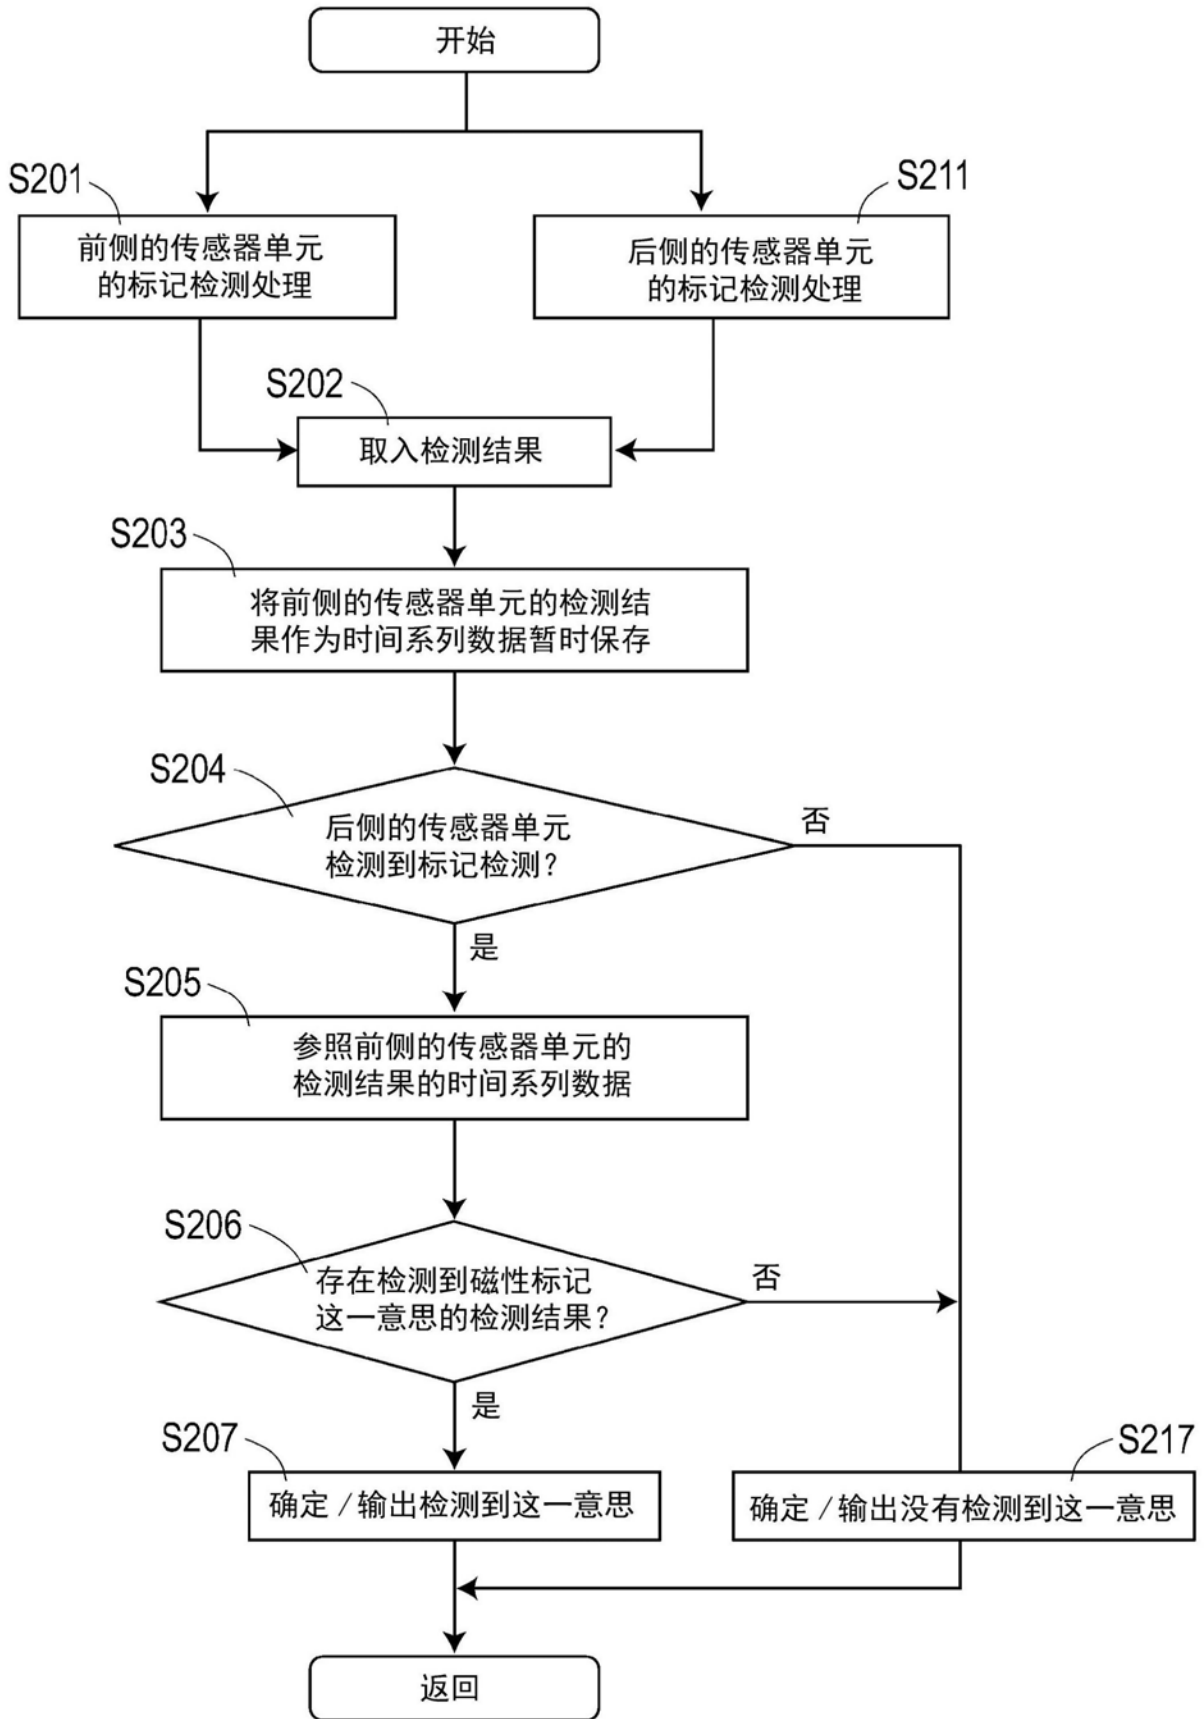 开始
S201
S211
前侧的传感器单元
的标记检测处理
后侧的传感器单元
的标记检测处理
S202
取入检测结果
S203
将前侧的传感器单元的检测结
果作为时间系列数据暂时保存
S204
后侧的传感器单元
检测到标记检测?
否
是
S205
参照前侧的传感器单元的
检测结果的时间系列数据
S206
存在检测到磁性标记
这一意思的检测结果?
否
是
S207
S217
确定/输出检测到这一意思
确定/输出没有检测到这一意思
返回